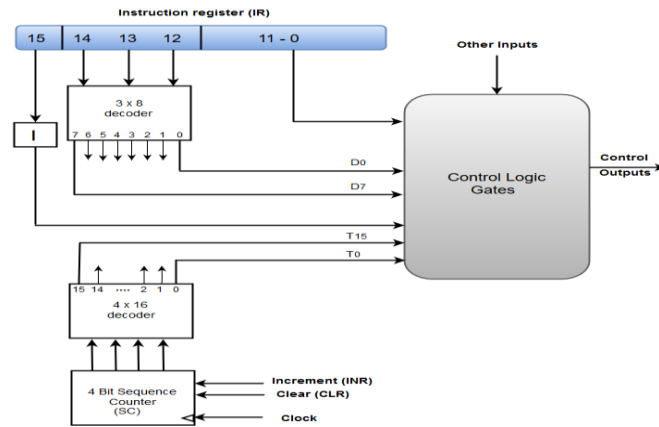 Instruction register (IR)
15 14 13 12 11 - 0
Other Inputs
3 x 8
decoder
7 6 5 4 3 2 1 0
I
D0
D7
Control Logic
Gates
Control
Outputs
T15
T0
15 14 .... 2 1 0
4 x 16
decoder
4 Bit Sequence
Counter
(SC)
Increment (INR)
Clear (CLR)
Clock